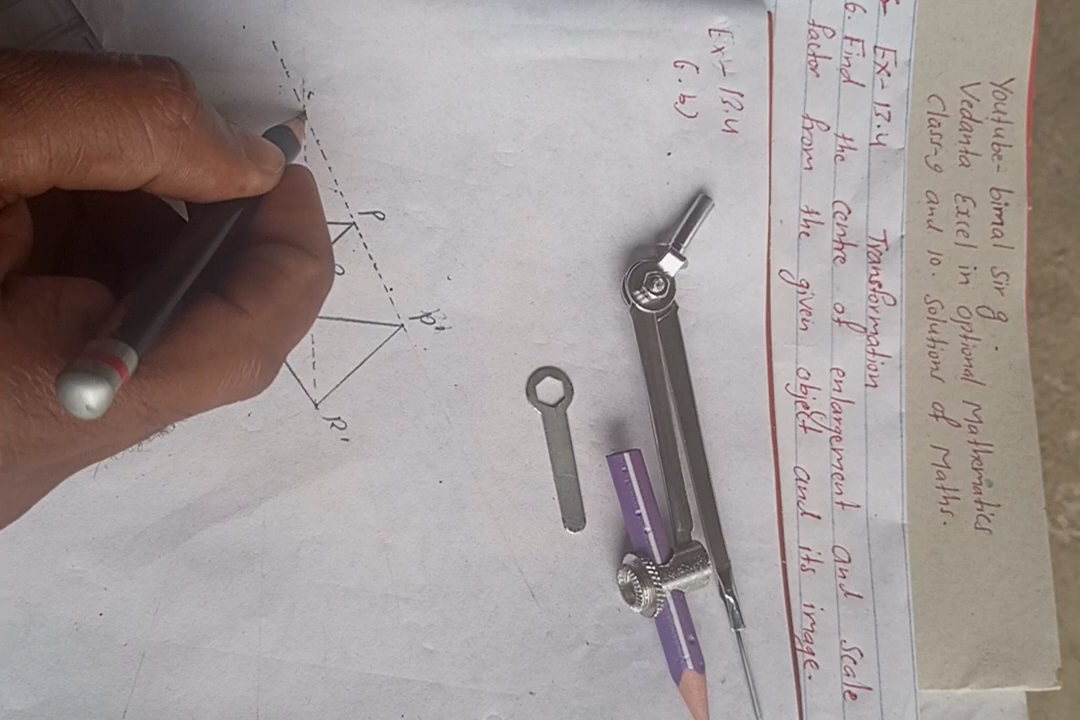 Youtube- bimal sir g.
Vedanta Excel in Optional Mathematics
Class-9 and 10. Solutions of Maths.
Ex-13.4 Transformation
6. Find the centre of enlargement and scale
factor from the given object and its image.
Ex-13.4
6.b)
P
P'
R'